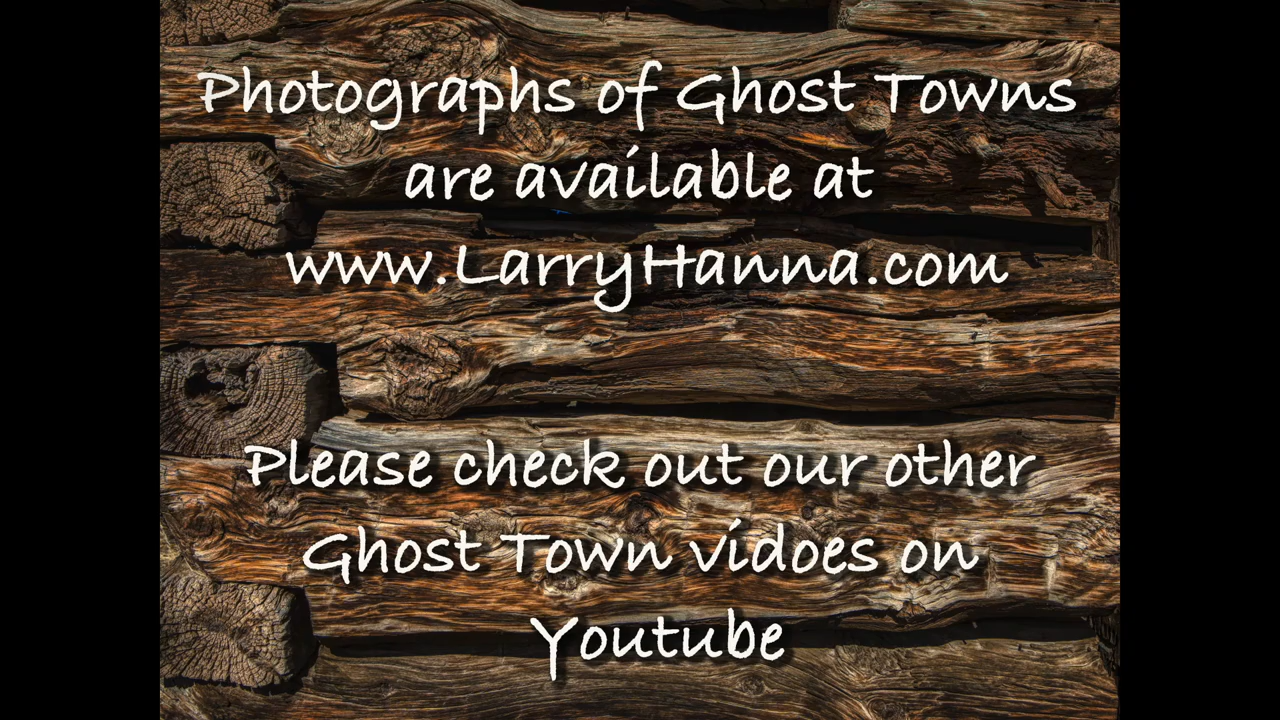 Photographs of Ghost Towns
are available at
www.LarryHanna.com
Please check out our other
Ghost Town vidoes on
Youtube